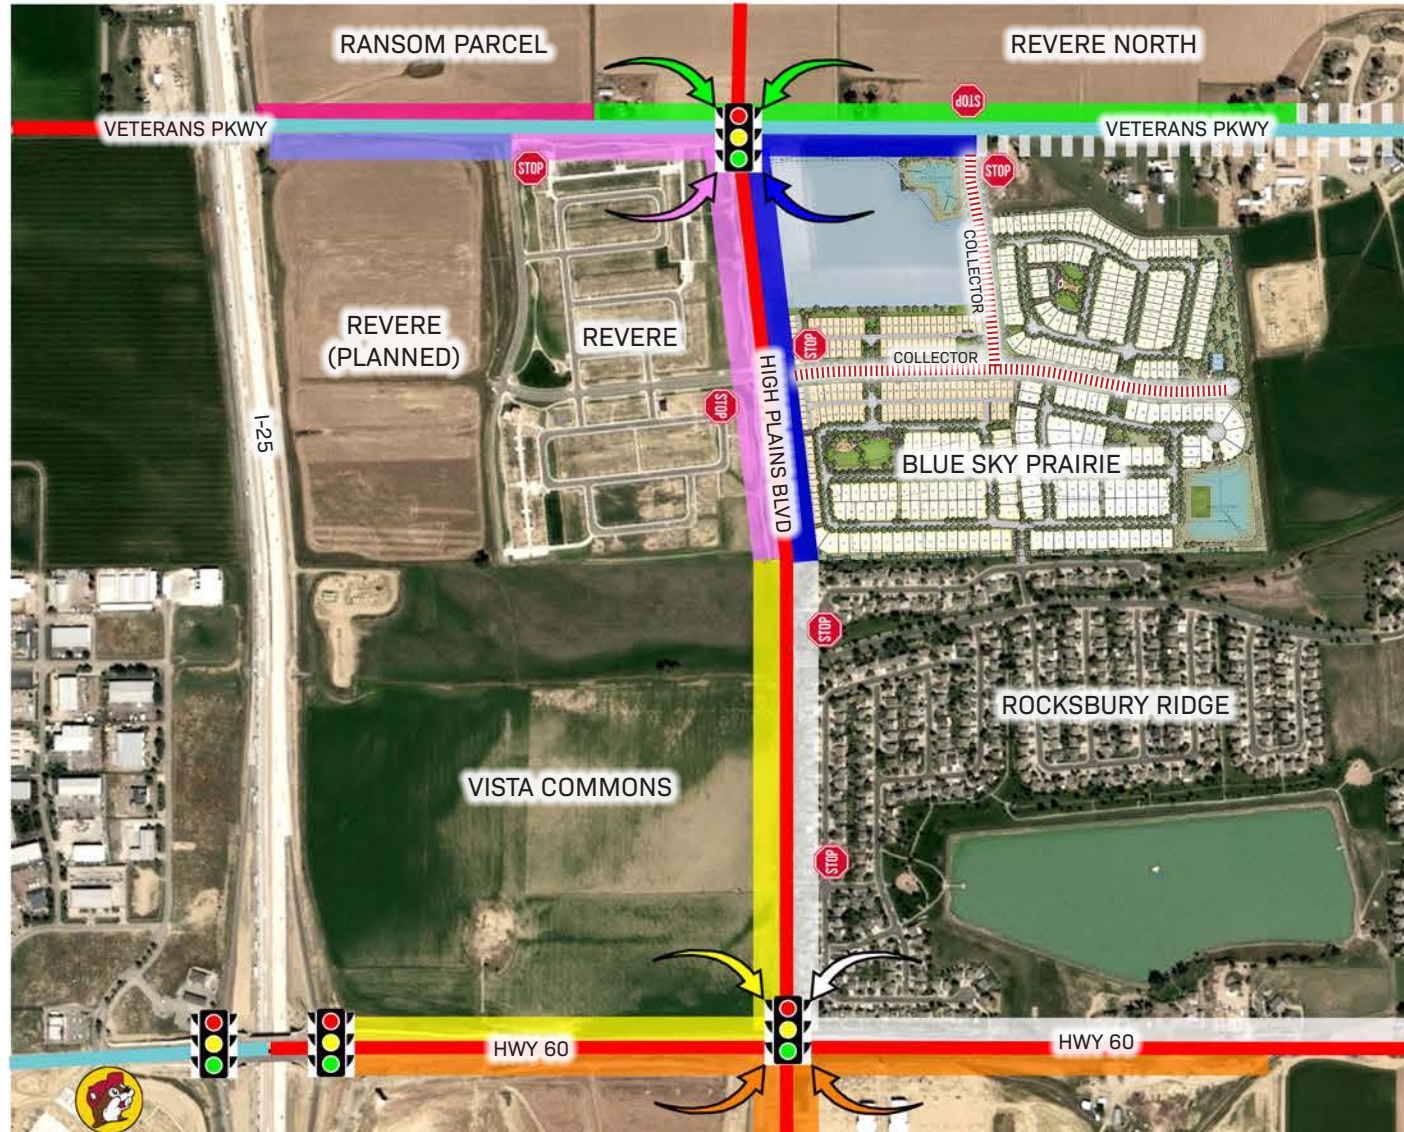 RANSOM PARCEL
REVERE NORTH
STOP
VETERANS PKWY
VETERANS PKWY
STOP
STOP
COLLECTOR
REVERE
(PLANNED)
REVERE
STOP
COLLECTOR
HIGH PLAINS BLVD
STOP
I-25
BLUE SKY PRAIRIE
STOP
ROCKSBURY RIDGE
VISTA COMMONS
STOP
HWY 60
HWY 60